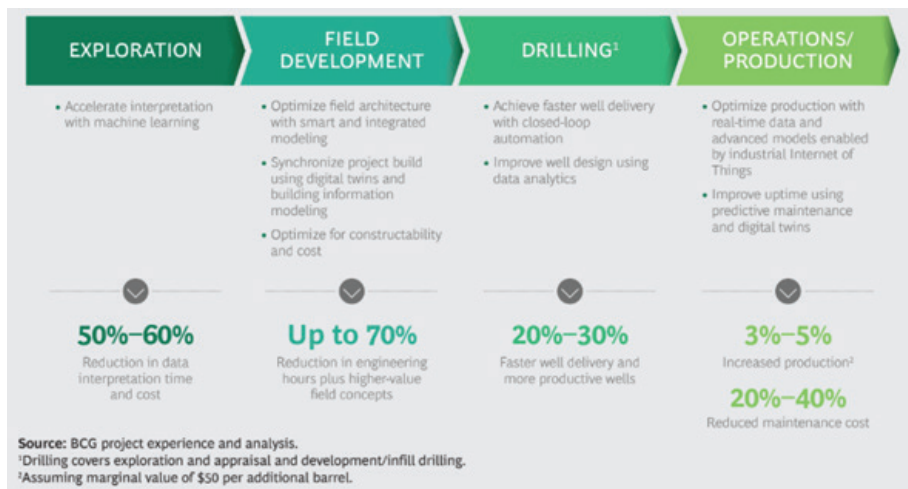 EXPLORATION
FIELD
DEVELOPMENT
DRILLING¹
OPERATIONS/
PRODUCTION
• Accelerate interpretation
with machine learning
• Optimize field architecture
with smart and integrated
modeling
• Synchronize project build
using digital twins and
building information
modeling
• Optimize for constructability
and cost
• Achieve faster well delivery
with closed-loop
automation
• Improve well design using
data analytics
• Optimize production with
real-time data and
advanced models enabled
by industrial Internet of
Things
• Improve uptime using
predictive maintenance
and digital twins
50%–60%
Reduction in data
interpretation time
and cost
Up to 70%
Reduction in engineering
hours plus higher-value
field concepts
20%–30%
Faster well delivery and
more productive wells
3%–5%
Increased production²
20%–40%
Reduced maintenance cost
Source: BCG project experience and analysis.
¹Drilling covers exploration and appraisal and development/infill drilling.
²Assuming marginal value of $50 per additional barrel.